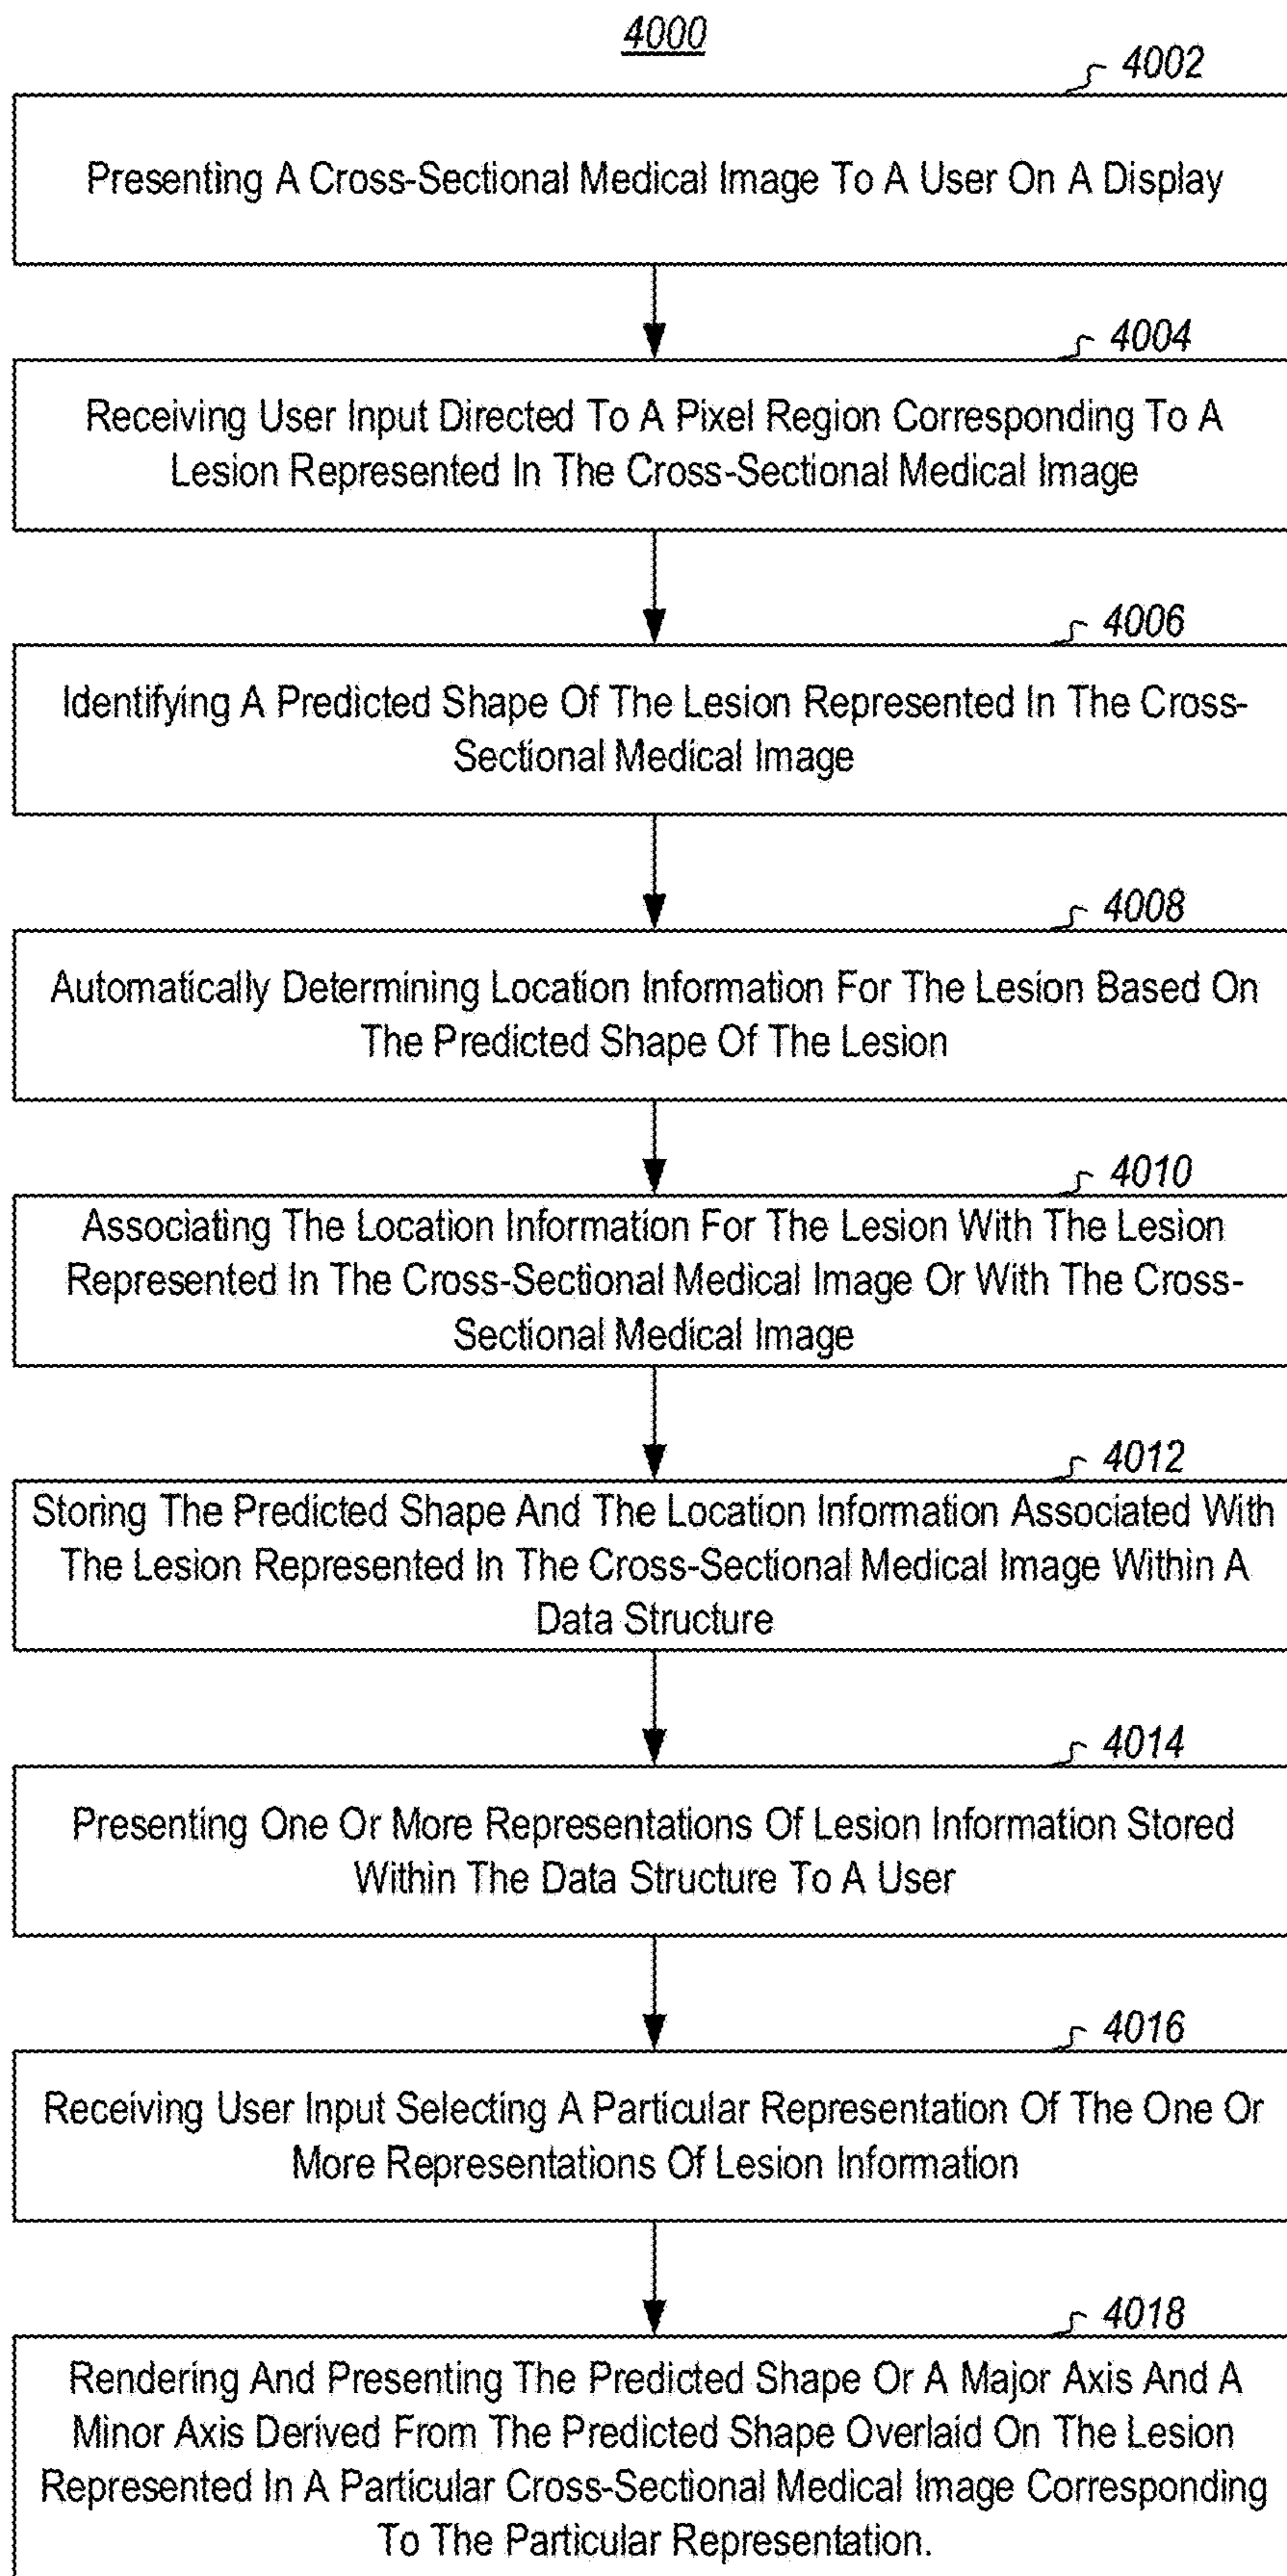 4000
4002
Presenting A Cross-Sectional Medical Image To A User On A Display
4004
Receiving User Input Directed To A Pixel Region Corresponding To A
Lesion Represented In The Cross-Sectional Medical Image
4006
Identifying A Predicted Shape Of The Lesion Represented In The Cross-
Sectional Medical Image
4008
Automatically Determining Location Information For The Lesion Based On
The Predicted Shape Of The Lesion
4010
Associating The Location Information For The Lesion With The Lesion
Represented In The Cross-Sectional Medical Image Or With The Cross-
Sectional Medical Image
4012
Storing The Predicted Shape And The Location Information Associated With
The Lesion Represented In The Cross-Sectional Medical Image Within A
Data Structure
4014
Presenting One Or More Representations Of Lesion Information Stored
Within The Data Structure To A User
4016
Receiving User Input Selecting A Particular Representation Of The One Or
More Representations Of Lesion Information
4018
Rendering And Presenting The Predicted Shape Or A Major Axis And A
Minor Axis Derived From The Predicted Shape Overlaid On The Lesion
Represented In A Particular Cross-Sectional Medical Image Corresponding
To The Particular Representation.